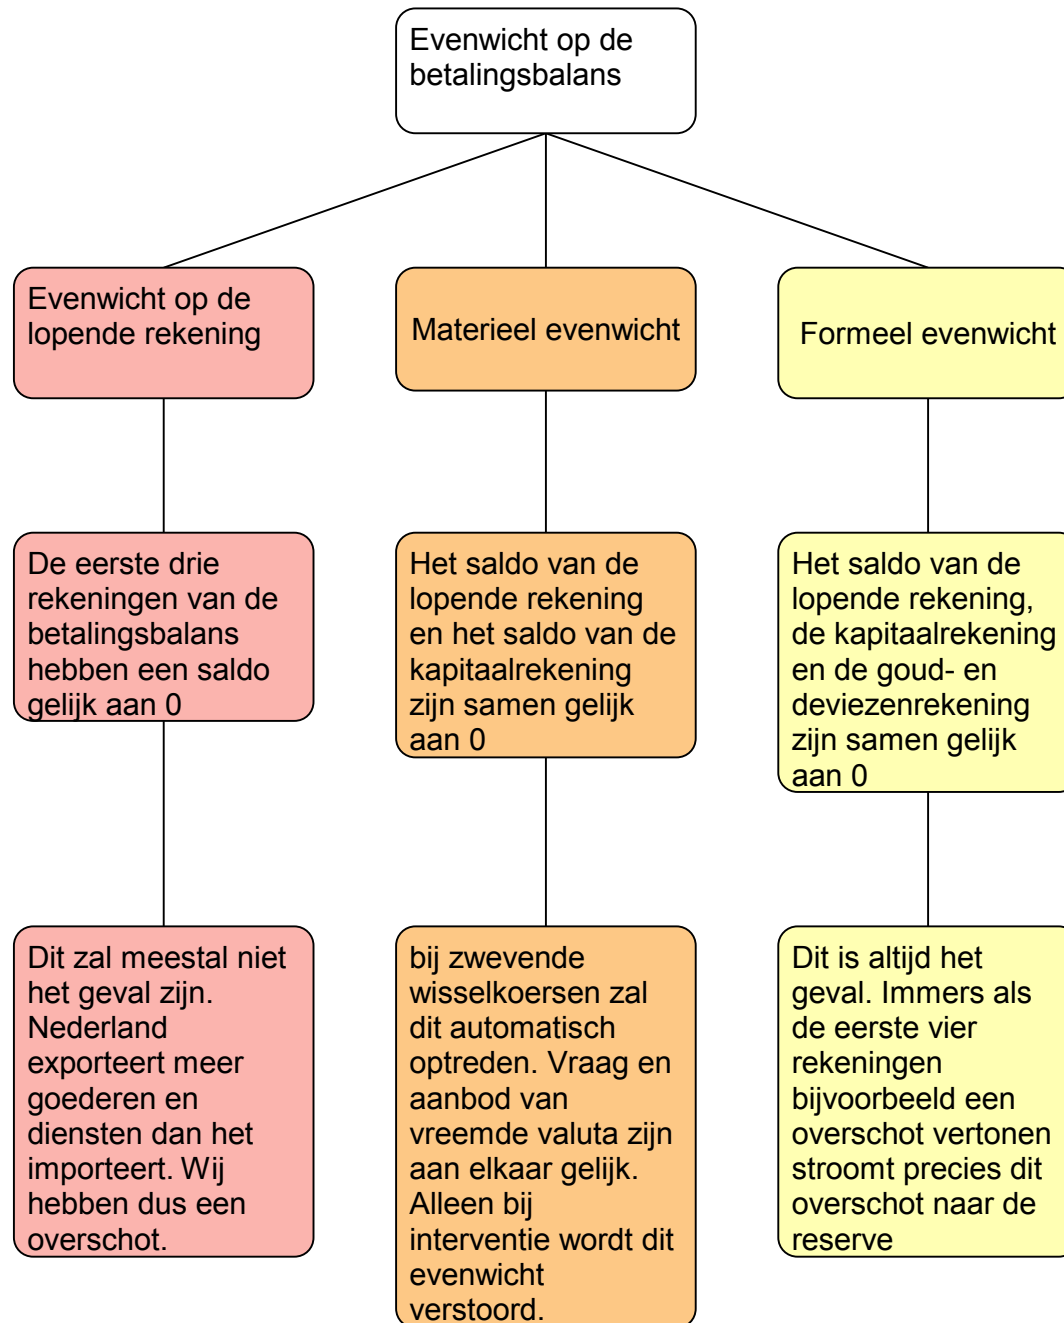 Evenwicht op de
betalingsbalans
Evenwicht op de
lopende rekening
Materieel evenwicht
Formeel evenwicht
De eerste drie
rekeningen van de
betalingsbalans
hebben een saldo
gelijk aan 0
Het saldo van de
lopende rekening
en het saldo van de
kapitaalrekening
zijn samen gelijk
aan 0
Het saldo van de
lopende rekening,
de kapitaalrekening
en de goud- en
deviezenrekening
zijn samen gelijk
aan 0
Dit zal meestal niet
het geval zijn.
Nederland
exporteert meer
goederen en
diensten dan het
importeert. Wij
hebben dus een
overschot.
bij zwevende
wisselkoersen zal
dit automatisch
optreden. Vraag en
aanbod van
vreemde valuta zijn
aan elkaar gelijk.
Alleen bij
interventie wordt dit
evenwicht
verstoord.
Dit is altijd het
geval. Immers als
de eerste vier
rekeningen
bijvoorbeeld een
overschot vertonen
stroomt precies dit
overschot naar de
reserve